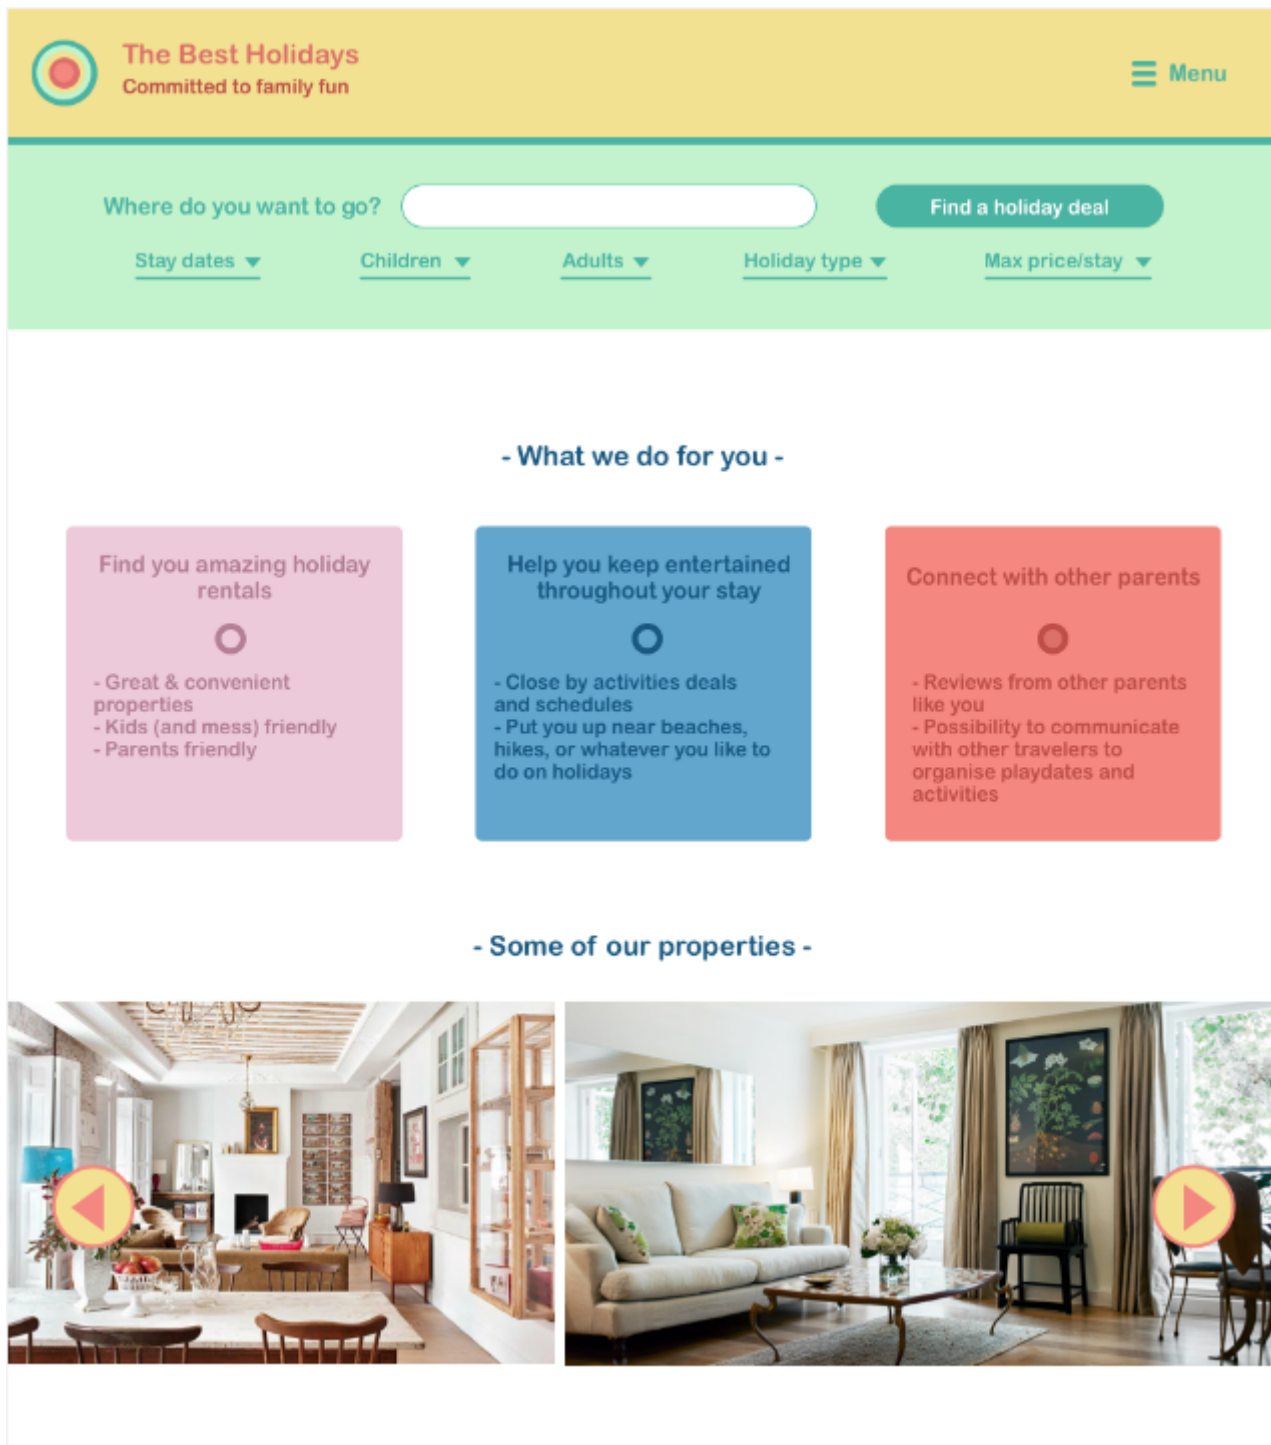 The Best Holidays
Committed to family fun
Menu
Where do you want to go?
Find a holiday deal
Stay dates
Children
Adults
Holiday type
Max price/stay
- What we do for you -
Find you amazing holiday
rentals
- Great & convenient
properties
- Kids (and mess) friendly
- Parents friendly
Help you keep entertained
throughout your stay
- Close by activities deals
and schedules
- Put you up near beaches,
hikes, or whatever you like to
do on holidays
Connect with other parents
- Reviews from other parents
like you
- Possibility to communicate
with other travelers to
organise playdates and
activities
- Some of our properties -